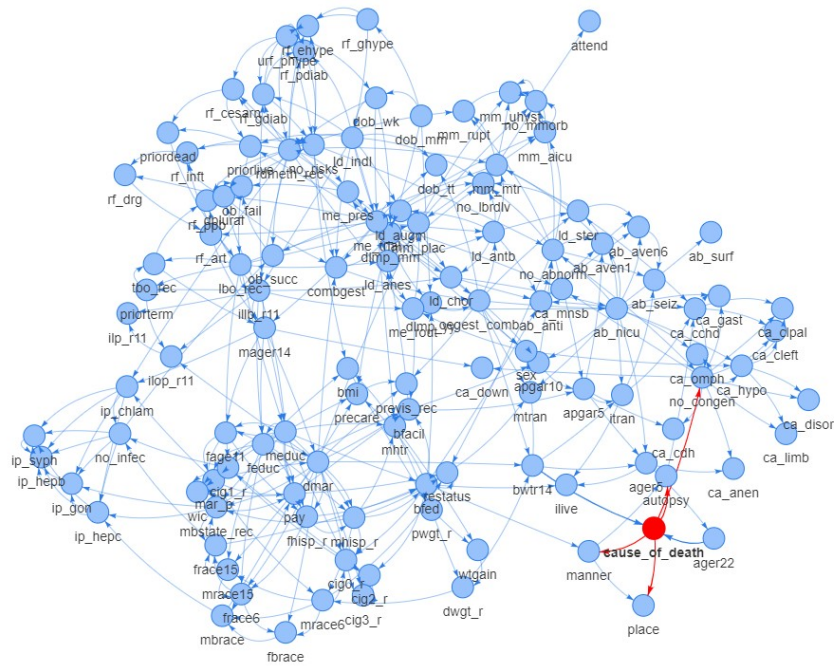 rf_ghype
rf_ehype
attend
urf_phype
rf_pdiab
rf_cesarn
rf_gdiab
dob_wk
mm_uhyst
dob_mm
mm_rupt
no_mmorb
priordead
priorlive
no_risks
ld_indl
mm_aicu
rf_inft
rdmeth_rec
rf_drg
dob_tt
mm_mtr
me_pres
no_lbrdlv
ob_fail
rf_art
ld_augm
mm_plac
ld_antb
ld_ster
ab_aven6
ab_aven1
ab_surf
no_abnorm
dlmp_mm
tbo_rec
lbo_rec
ob_succ
combgest
ld_anes
ab_seiz
priorterm
illb_r11
ld_chor
ca_mnsb
ca_gast
ca_cchd
ca_clpal
ilp_r11
mager14
me_rout
oegest_comb
ab_anti
ab_nicu
ca_cleft
ilop_r11
sex
ca_omph
ca_hypo
bmi
ca_down
apgar10
no_congen
ip_chlam
precare
previs_rec
mtran
apgar5
itran
ca_disor
bfacil
ca_limb
ip_syph
no_infec
fage11
meduc
feduc
mhtr
ca_cdh
ip_hepb
cig1_r
dmar
restatus
bwtr14
ca_anen
ip_gon
mar_p
wic
pay
bfed
ilive
autopsy
ip_hepc
mbstate_rec
fhisp_r
mhisp_r
pwgt_r
cause_of_death
ager22
frace15
wtgain
manner
mrace15
cig0_r
cig2_r
dwgt_r
frace6
mrace6
cig3_r
place
mbrace
fbrace